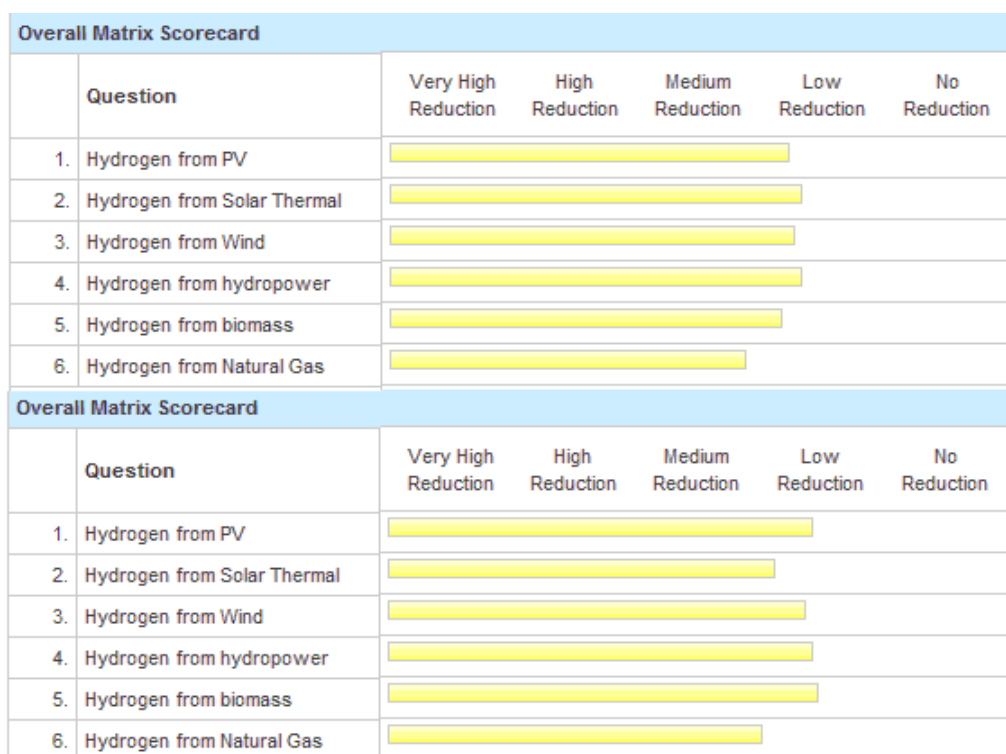 Overall Matrix Scorecard
Question Very High Reduction High Reduction Medium Reduction Low Reduction No Reduction
1. Hydrogen from PV
2. Hydrogen from Solar Thermal
3. Hydrogen from Wind
4. Hydrogen from hydropower
5. Hydrogen from biomass
6. Hydrogen from Natural Gas
Overall Matrix Scorecard
Question Very High Reduction High Reduction Medium Reduction Low Reduction No Reduction
1. Hydrogen from PV
2. Hydrogen from Solar Thermal
3. Hydrogen from Wind
4. Hydrogen from hydropower
5. Hydrogen from biomass
6. Hydrogen from Natural Gas